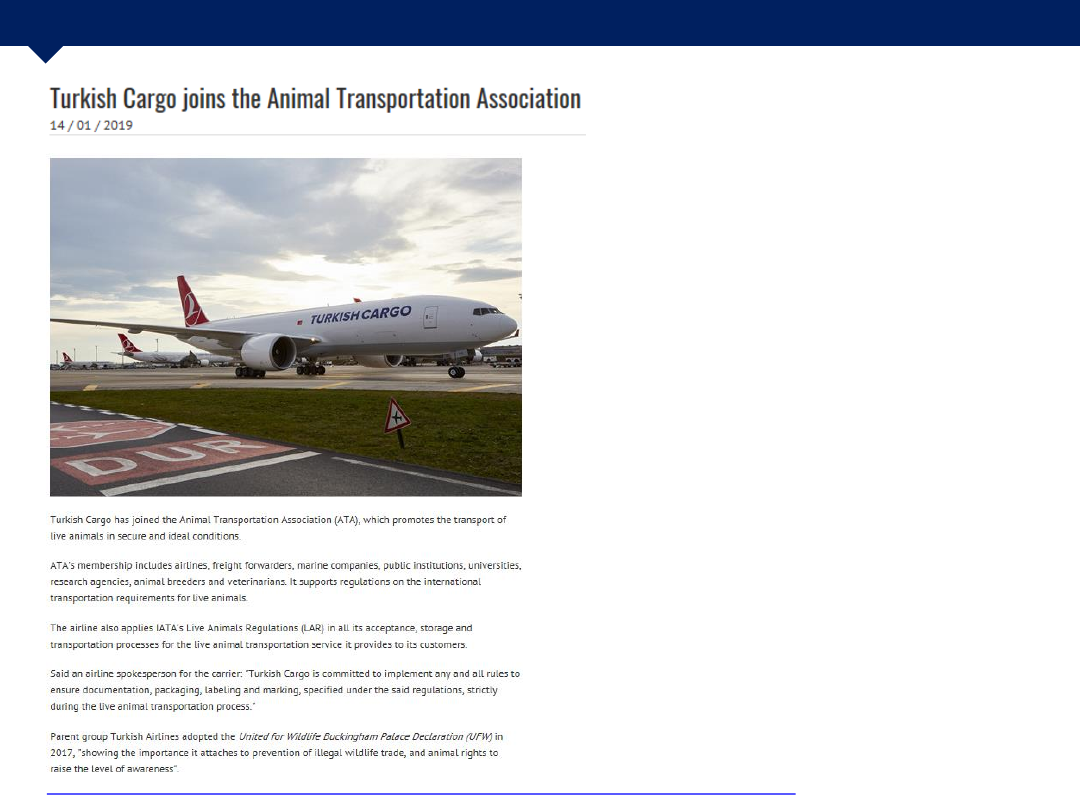 Turkish Cargo joins the Animal Transportation Association
14 / 01 / 2019
TURKISH CARGO
DUR
Turkish Cargo has joined the Animal Transportation Association (ATA), which promotes the transport of
live animals in secure and ideal conditions.
ATA's membership includes airlines, freight forwarders, marine companies, public institutions, universities,
research agencies, animal breeders and veterinarians. It supports regulations on the international
transportation requirements for live animals.
The airline also applies IATA's Live Animals Regulations (LAR) in all its acceptance, storage and
transportation processes for the live animal transportation service it provides to its customers.
Said an airline spokesperson for the carrier: "Turkish Cargo is committed to implement any and all rules to
ensure documentation, packaging, labeling and marking, specified under the said regulations, strictly
during the live animal transportation process."
Parent group Turkish Airlines adopted the United for Wildlife Buckingham Palace Declaration (UFW) in
2017, "showing the importance it attaches to prevention of illegal wildlife trade, and animal rights to
raise the level of awareness".